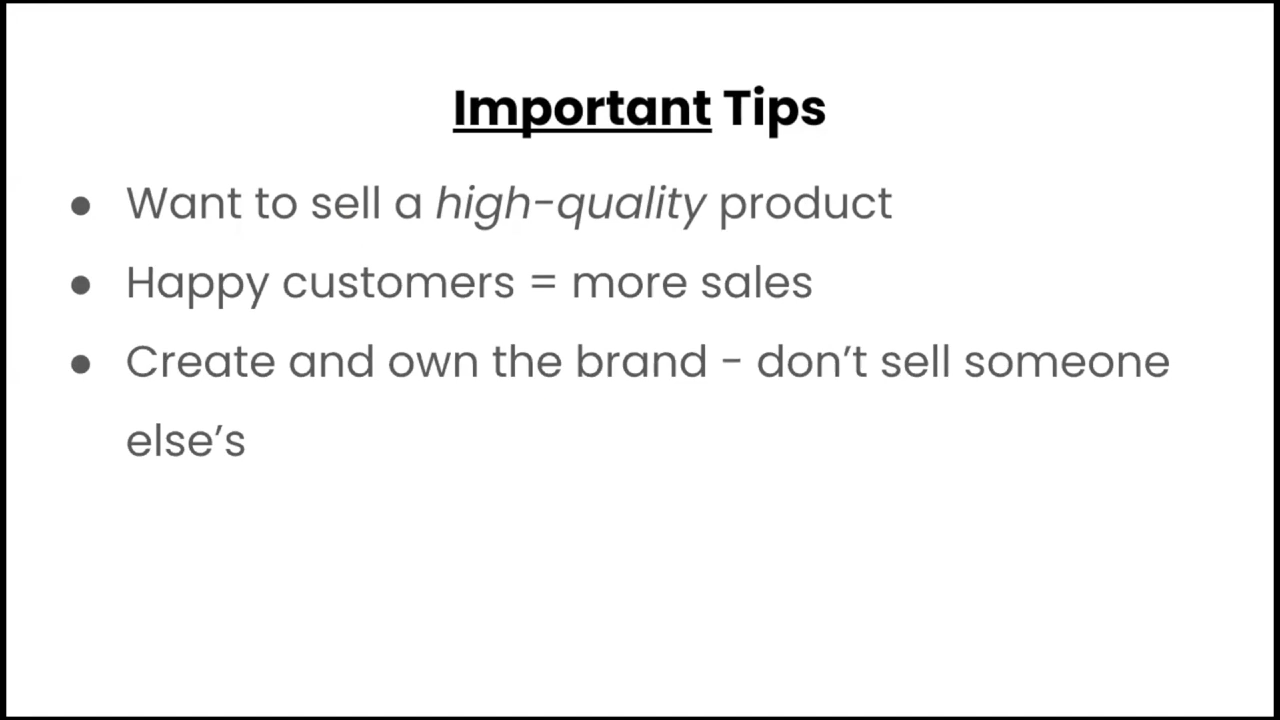 Important Tips
● Want to sell a high-quality product
● Happy customers = more sales
● Create and own the brand - don’t sell someone
else’s